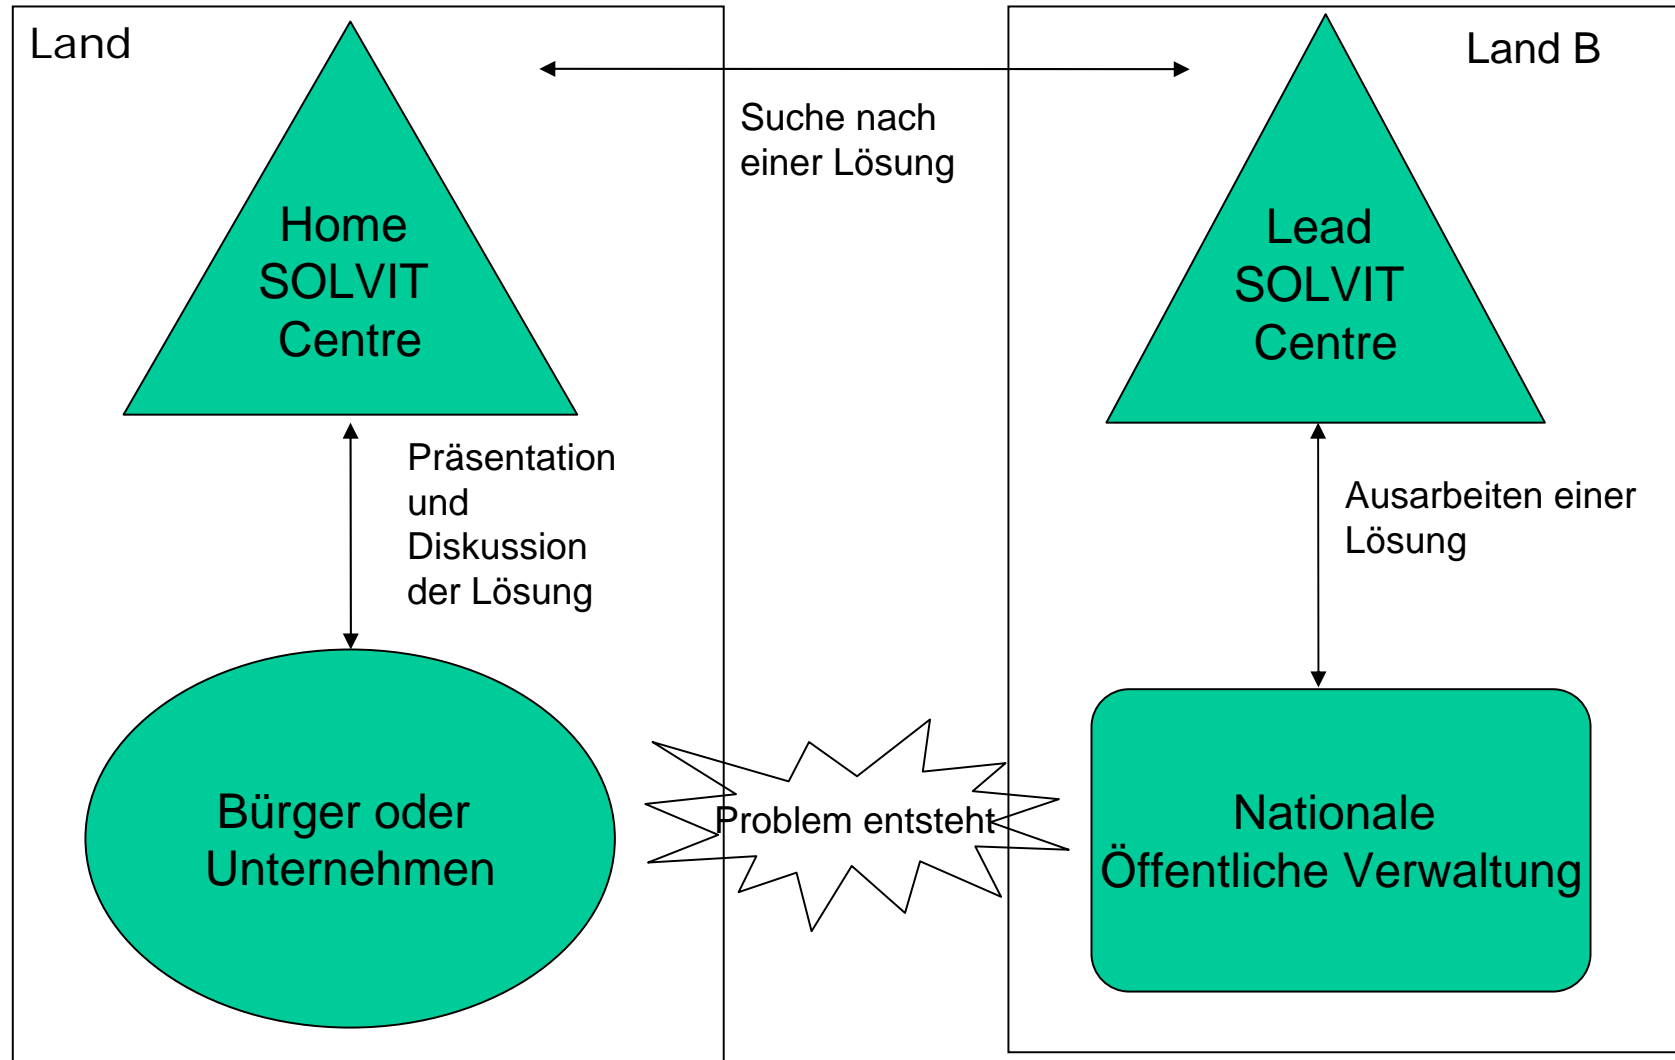 Land
Land B
Suche nach
einer Lösung
Home
SOLVIT
Centre
Lead
SOLVIT
Centre
Präsentation
und
Diskussion
der Lösung
Ausarbeiten einer
Lösung
Bürger oder
Unternehmen
Problem entsteht
Nationale
Öffentliche Verwaltung